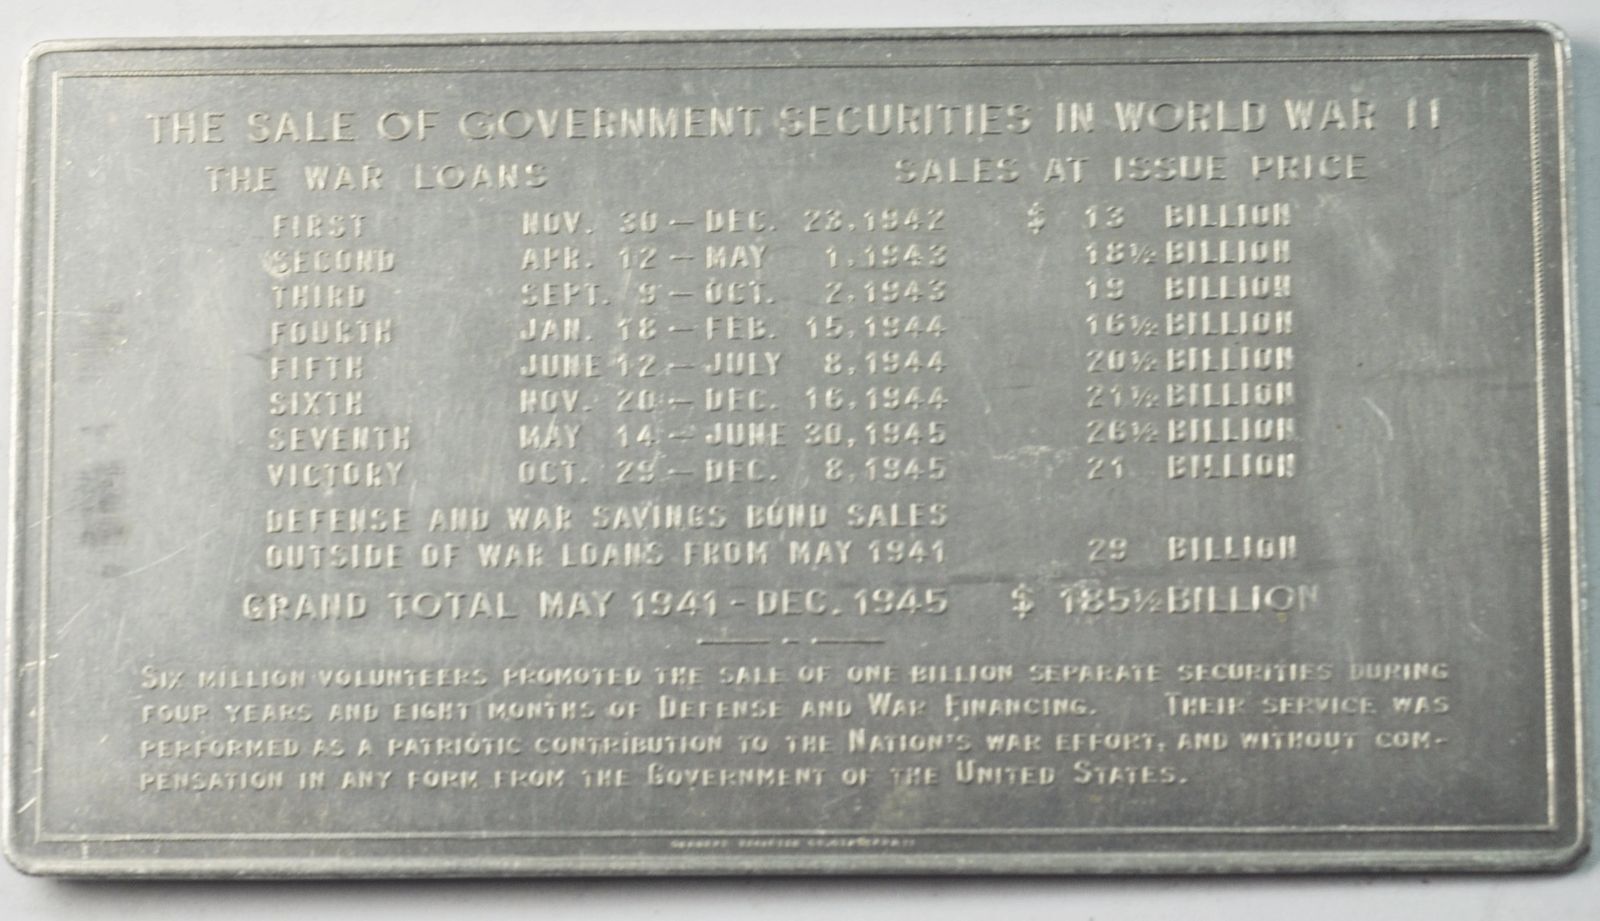 THE SALE OF GOVERNMENT SECURITIES IN WORLD WAR II
THE WAR LOANS SALES AT ISSUE PRICE
FIRST NOV. 30 — DEC. 23, 1942 $ 13 BILLION
SECOND APR. 12 — MAY 1, 1943 18½ BILLION
THIRD SEPT. 9 — OCT. 2, 1943 19 BILLION
FOURTH JAN. 18 — FEB. 15, 1944 16½ BILLION
FIFTH JUNE 12 — JULY 8, 1944 20½ BILLION
SIXTH NOV. 20 — DEC. 16, 1944 21½ BILLION
SEVENTH MAY 14 — JUNE 30, 1945 26½ BILLION
VICTORY OCT. 29 — DEC. 8, 1945 21 BILLION
DEFENSE AND WAR SAVINGS BOND SALES
OUTSIDE OF WAR LOANS FROM MAY 1941 29 BILLION
GRAND TOTAL MAY 1941 - DEC. 1945 $ 185½ BILLION
SIX MILLION VOLUNTEERS PROMOTED THE SALE OF ONE BILLION SEPARATE SECURITIES DURING
FOUR YEARS AND EIGHT MONTHS OF DEFENSE AND WAR FINANCING. THEIR SERVICE WAS
PERFORMED AS A PATRIOTIC CONTRIBUTION TO THE NATION'S WAR EFFORT, AND WITHOUT COM-
PENSATION IN ANY FORM FROM THE GOVERNMENT OF THE UNITED STATES.